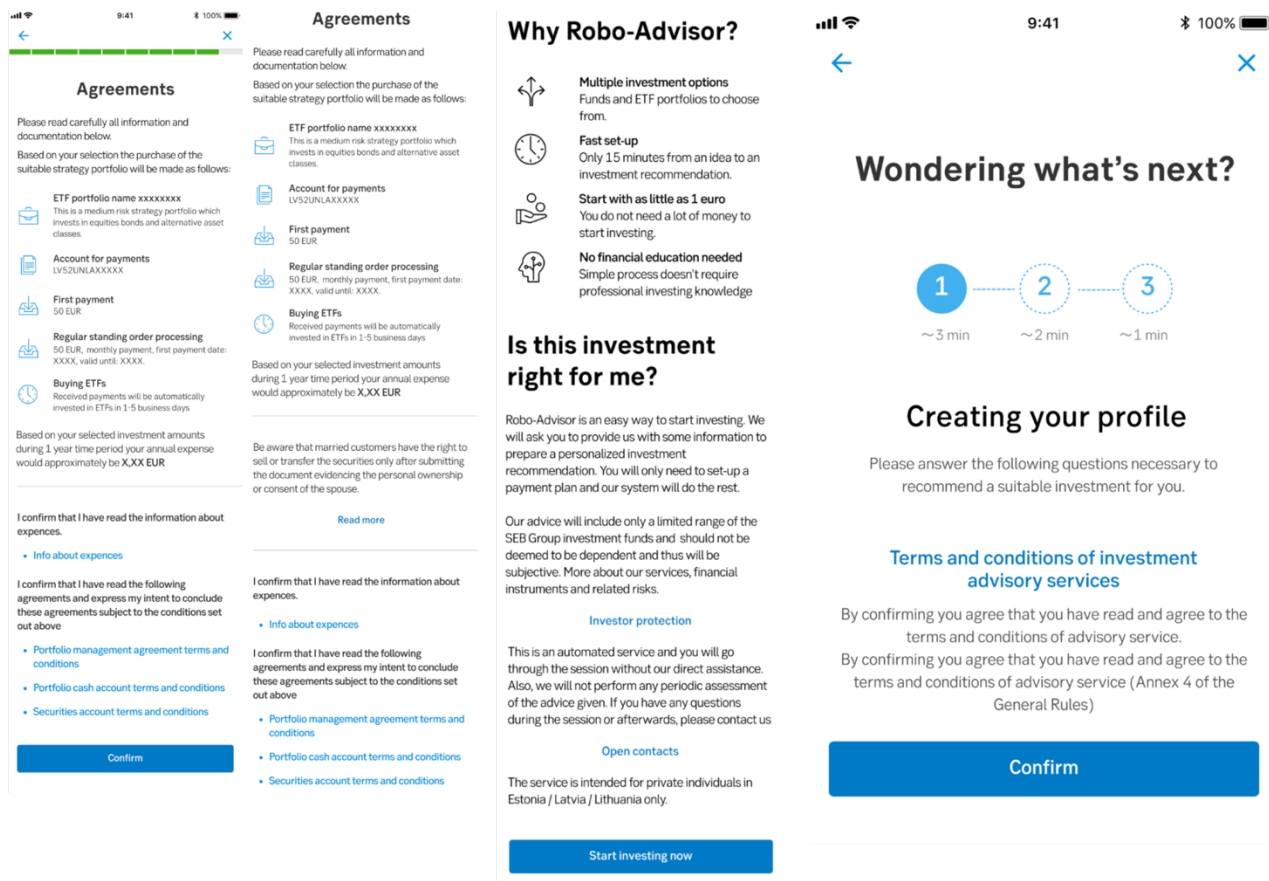 9:41
100%
Agreements
Please read carefully all information and
documentation below.
Based on your selection the purchase of the
suitable strategy portfolio will be made as follows:
ETF portfolio name xxxxxxxx
This is a medium risk strategy portfolio which
invests in equities bonds and alternative asset
classes.
Account for payments
LV52UNLAXXXXX
First payment
50 EUR
Regular standing order processing
50 EUR, monthly payment, first payment date:
XXXX, valid until: XXXX.
Buying ETFs
Received payments will be automatically
invested in ETFs in 1-5 business days
Based on your selected investment amounts
during 1 year time period your annual expense
would approximately be X,XX EUR
I confirm that I have read the information about
expences.
• Info about expences
I confirm that I have read the following
agreements and express my intent to conclude
these agreements subject to the conditions set
out above
• Portfolio management agreement terms and
conditions
• Portfolio cash account terms and conditions
• Securities account terms and conditions
Confirm
Agreements
Please read carefully all information and
documentation below.
Based on your selection the purchase of the
suitable strategy portfolio will be made as follows:
ETF portfolio name xxxxxxxx
This is a medium risk strategy portfolio which
invests in equities bonds and alternative asset
classes.
Account for payments
LV52UNLAXXXXX
First payment
50 EUR
Regular standing order processing
50 EUR, monthly payment, first payment date:
XXXX, valid until: XXXX.
Buying ETFs
Received payments will be automatically
invested in ETFs in 1-5 business days
Based on your selected investment amounts
during 1 year time period your annual expense
would approximately be X,XX EUR
Be aware that married customers have the right to
sell or transfer the securities only after submitting
the document evidencing the personal ownership
or consent of the spouse.
Read more
I confirm that I have read the information about
expences.
• Info about expences
I confirm that I have read the following
agreements and express my intent to conclude
these agreements subject to the conditions set
out above
• Portfolio management agreement terms and
conditions
• Portfolio cash account terms and conditions
• Securities account terms and conditions
Why Robo-Advisor?
Multiple investment options
Funds and ETF portfolios to choose
from.
Fast set-up
Only 15 minutes from an idea to an
investment recommendation.
Start with as little as 1 euro
You do not need a lot of money to
start investing.
No financial education needed
Simple process doesn't require
professional investing knowledge
Is this investment
right for me?
Robo-Advisor is an easy way to start investing. We
will ask you to provide us with some information to
prepare a personalized investment
recommendation. You will only need to set-up a
payment plan and our system will do the rest.
Our advice will include only a limited range of the
SEB Group investment funds and should not be
deemed to be dependent and thus will be
subjective. More about our services, financial
instruments and related risks.
Investor protection
This is an automated service and you will go
through the session without our direct assistance.
Also, we will not perform any periodic assessment
of the advice given. If you have any questions
during the session or afterwards, please contact us
Open contacts
The service is intended for private individuals in
Estonia / Latvia / Lithuania only.
Start investing now
9:41
100%
Wondering what's next?
1 2 3
~3 min ~2 min ~1 min
Creating your profile
Please answer the following questions necessary to
recommend a suitable investment for you.
Terms and conditions of investment
advisory services
By confirming you agree that you have read and agree to the
terms and conditions of advisory service.
By confirming you agree that you have read and agree to the
terms and conditions of advisory service (Annex 4 of the
General Rules)
Confirm